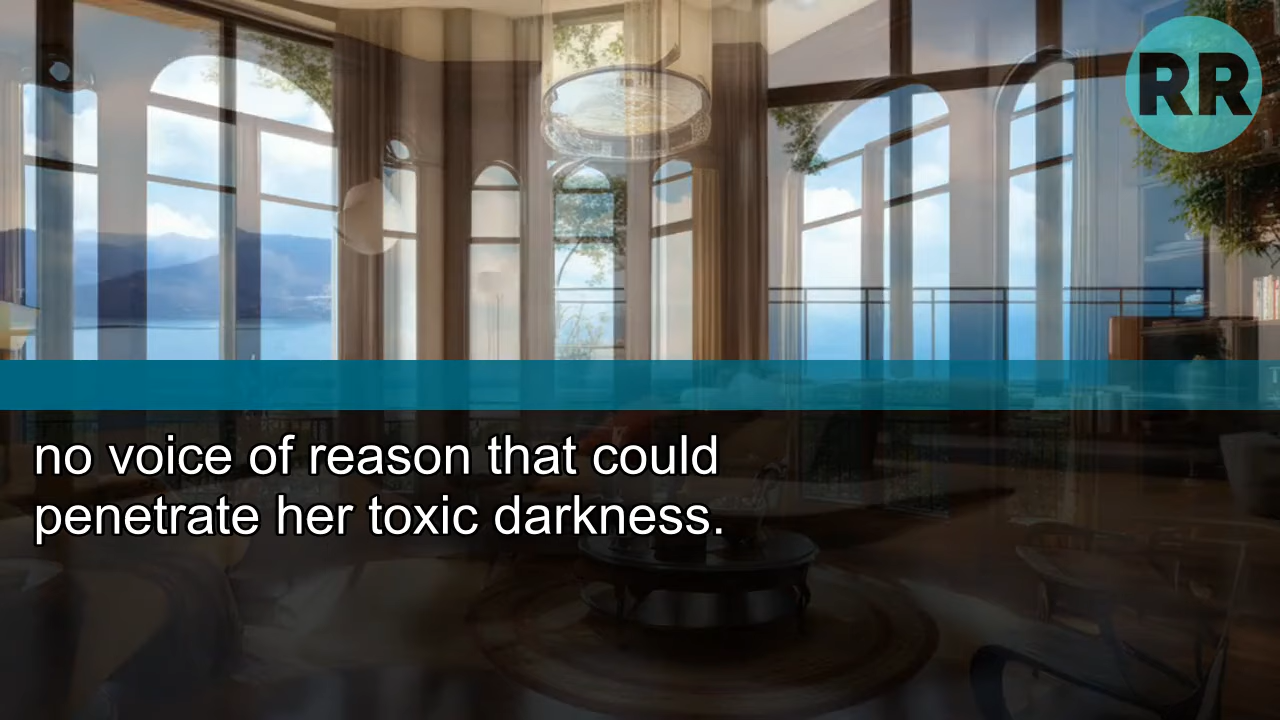 RR
no voice of reason that could
penetrate her toxic darkness.